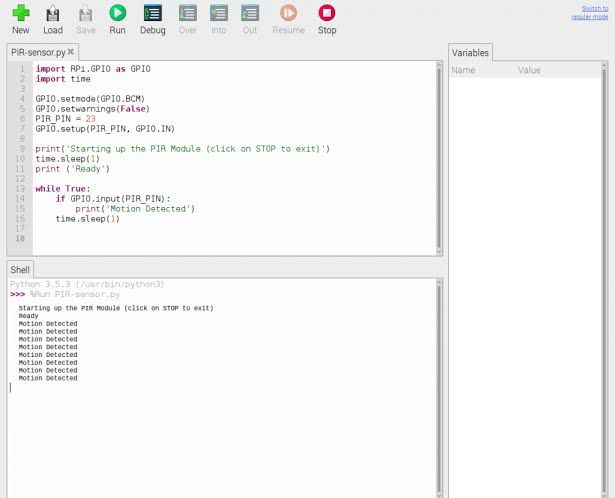 New Load Save Run Debug Over Into Out Resume Stop
Switch to
regular mode
PIR-sensor.py
1 import RPi.GPIO as GPIO
2 import time
3
4 GPIO.setmode(GPIO.BCM)
5 GPIO.setwarnings(False)
6 PIR_PIN = 23
7 GPIO.setup(PIR_PIN, GPIO.IN)
8
9 print('Starting up the PIR Module (click on STOP to exit)')
10 time.sleep(1)
11 print ('Ready')
12
13 while True:
14     if GPIO.input(PIR_PIN):
15         print('Motion Detected')
16     time.sleep(1)
17
18
Variables
Name Value
Shell
Python 3.5.3 (/usr/bin/python3)
>>> %Run PIR-sensor.py
Starting up the PIR Module (click on STOP to exit)
Ready
Motion Detected
Motion Detected
Motion Detected
Motion Detected
Motion Detected
Motion Detected
Motion Detected
Motion Detected